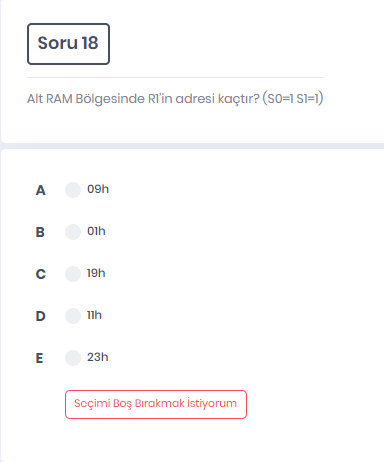 Soru 18
Alt RAM Bölgesinde R1'in adresi kaçtır? (S0=1 S1=1)
A 09h
B 01h
C 19h
D 11h
E 23h
Seçimi Boş Bırakmak İstiyorum